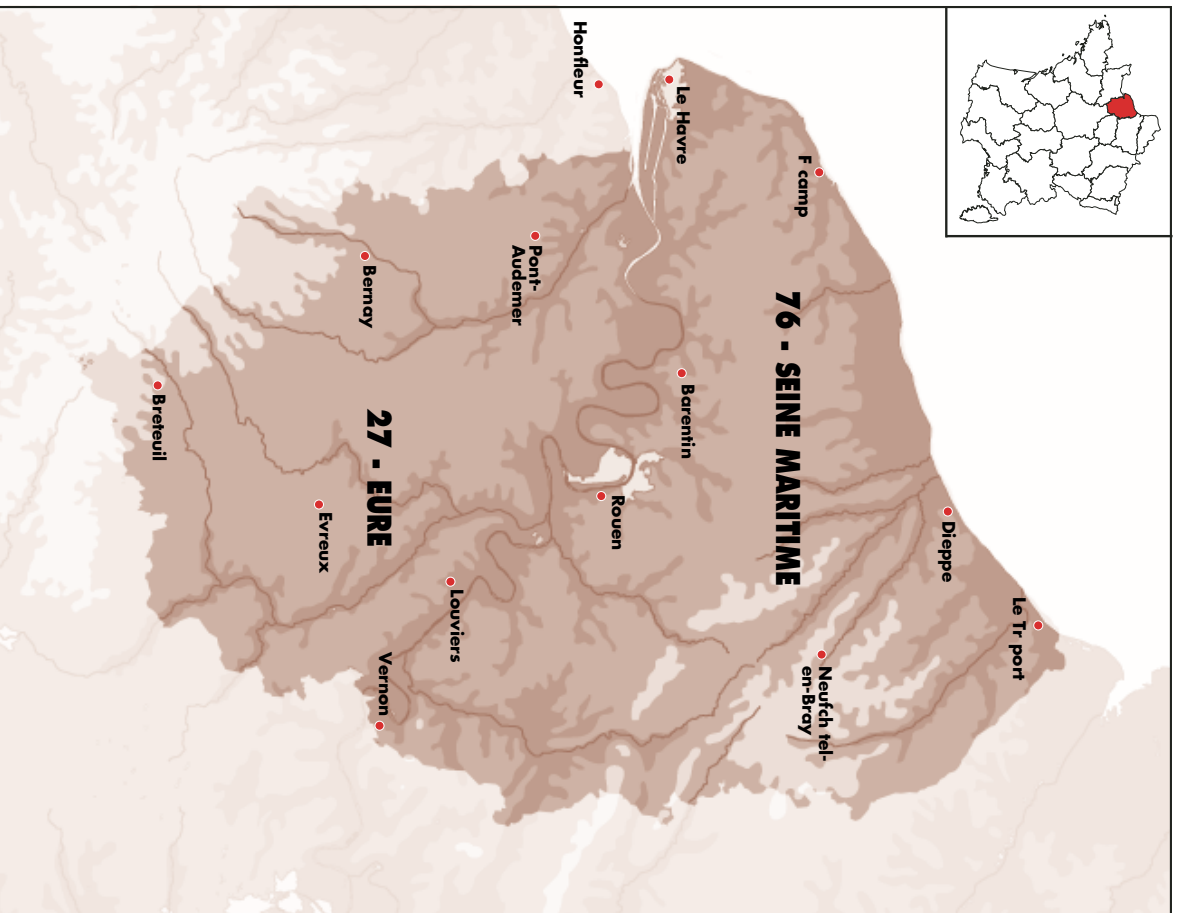 Le Tr port
Dieppe
Neufch tel-
en-Bray
F camp
76 - SEINE MARITIME
Le Havre
Barentin
Rouen
Honfleur
Pont-
Audemer
Louviers
Bernay
27 - EURE
Vernon
Evreux
Breteuil